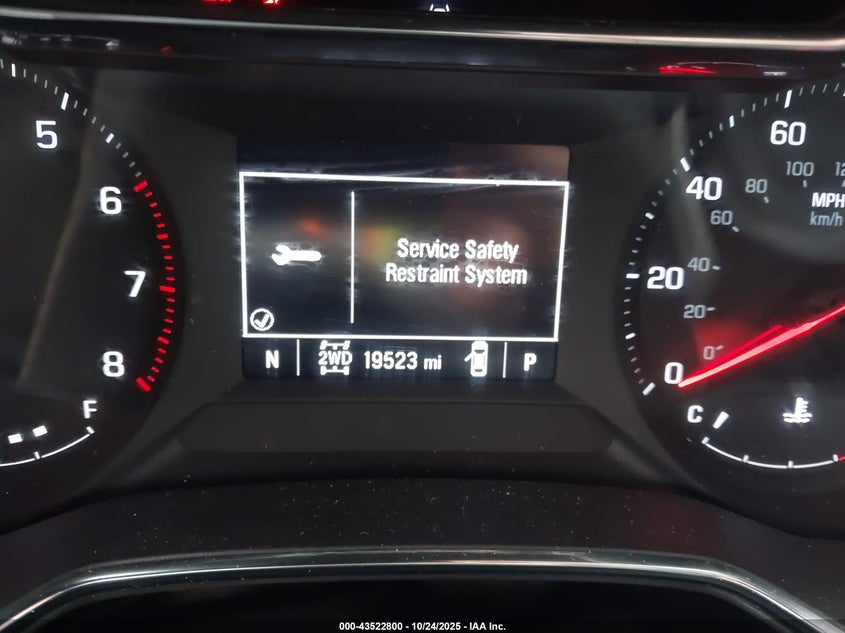 5
6
7
8
F
Service Safety
Restraint System
N 2WD 19523 mi P
60
100
40
80
MPH
60
km/h
20
40
20
0
0
C
000-43522800 - 10/24/2025 - IAA Inc.